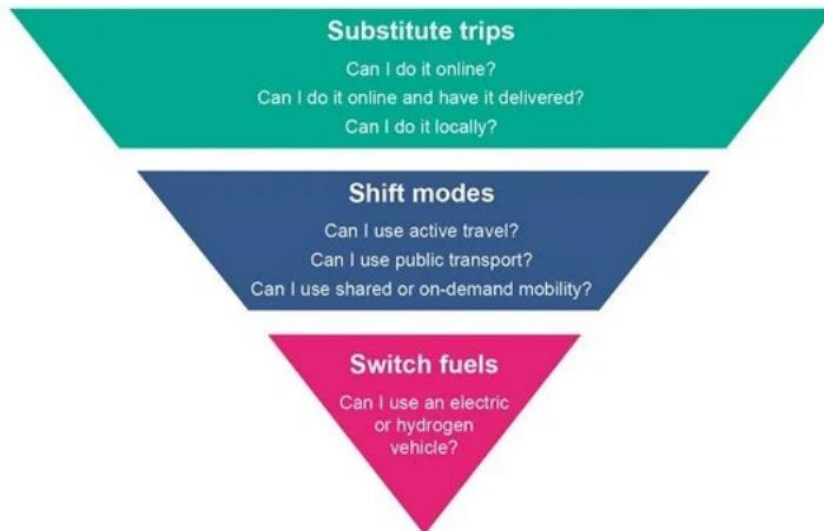 Substitute trips
Can I do it online?
Can I do it online and have it delivered?
Can I do it locally?
Shift modes
Can I use active travel?
Can I use public transport?
Can I use shared or on-demand mobility?
Switch fuels
Can I use an electric
or hydrogen
vehicle?